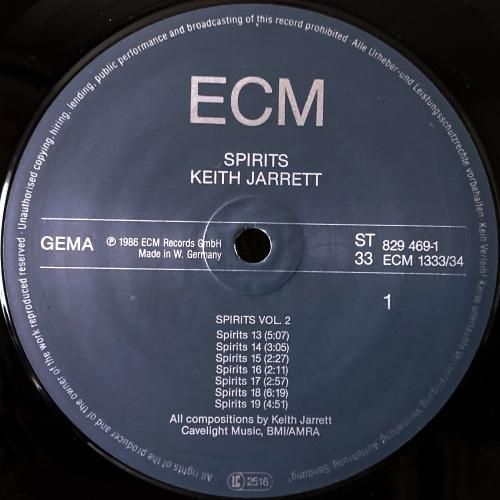 Unauthorised copying, hiring, lending, public performance and broadcasting of this record prohibited · Alle Urheber-und Leistungsschutzrechte vorbehalten · Kein Verleih! Keine
ECM
SPIRITS
KEITH JARRETT
GEMA
℗ 1986 ECM Records GmbH
Made in W. Germany
ST 829 469-1
33 ECM 1333/34
1
SPIRITS VOL. 2
Spirits 13 (5:07)
Spirits 14 (3:05)
Spirits 15 (2:27)
Spirits 16 (2:11)
Spirits 17 (2:57)
Spirits 18 (6:19)
Spirits 19 (4:51)
All compositions by Keith Jarrett
Cavelight Music, BMI/AMRA
LC 2516
All rights of the producer and of the owner of the work reproduced reserved ·